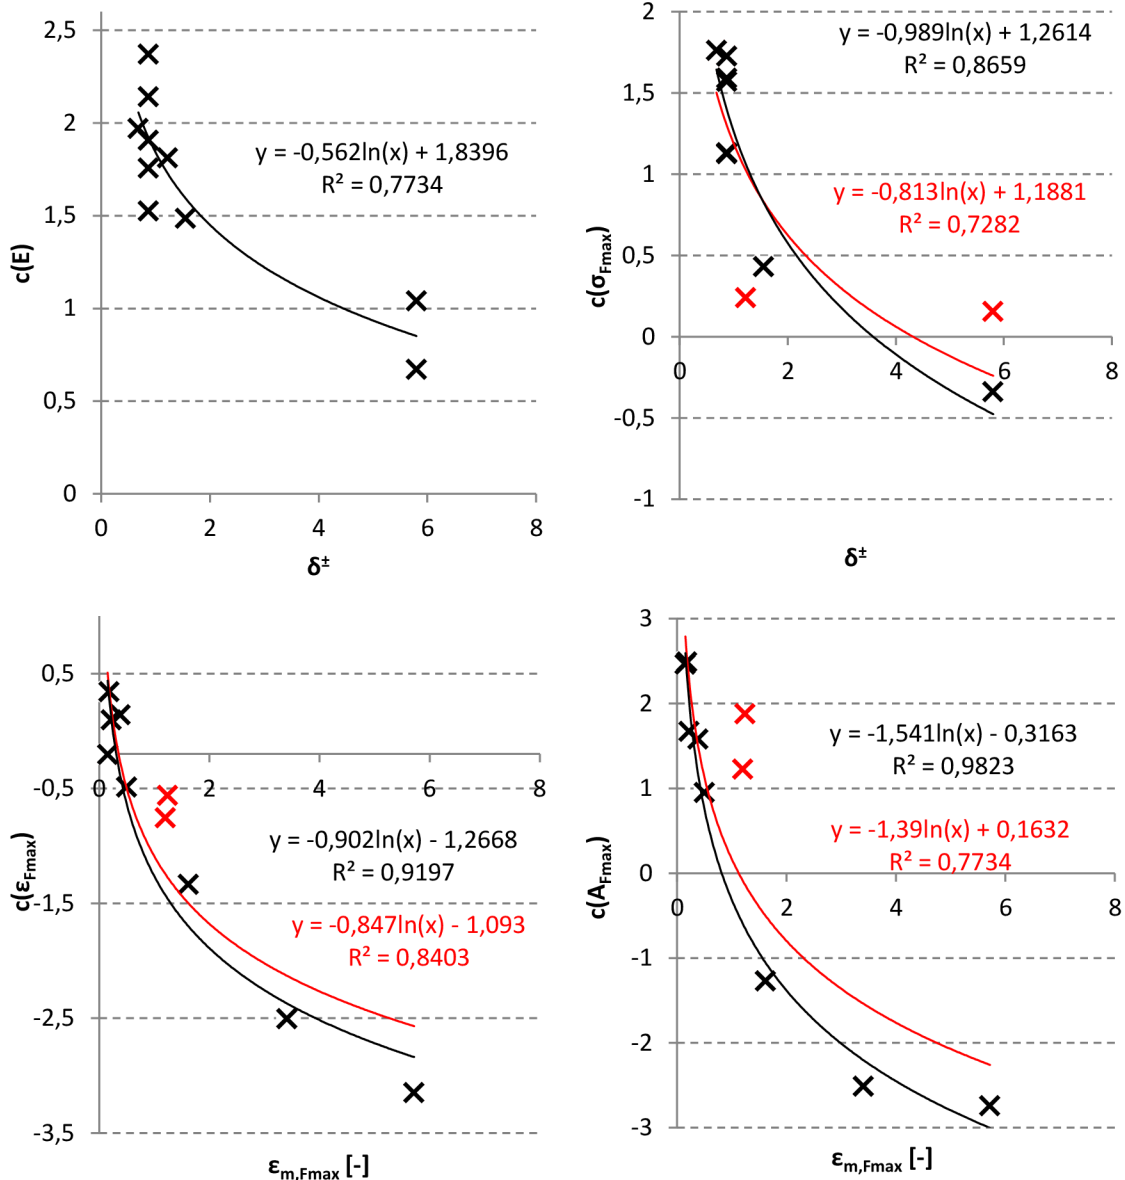 2,5
2
1,5
1
0,5
0
0
2
4
6
8
c(E)
δ±
y = -0,562ln(x) + 1,8396
R² = 0,7734
2
1,5
1
0,5
0
-0,5
-1
0
2
4
6
8
c(σFmax)
δ±
y = -0,989ln(x) + 1,2614
R² = 0,8659
y = -0,813ln(x) + 1,1881
R² = 0,7282
0,5
-0,5
-1,5
-2,5
-3,5
0
2
4
6
8
c(εFmax)
εm,Fmax [-]
y = -0,902ln(x) - 1,2668
R² = 0,9197
y = -0,847ln(x) - 1,093
R² = 0,8403
3
2
1
0
-1
-2
-3
0
2
4
6
8
c(AFmax)
εm,Fmax [-]
y = -1,541ln(x) - 0,3163
R² = 0,9823
y = -1,39ln(x) + 0,1632
R² = 0,7734